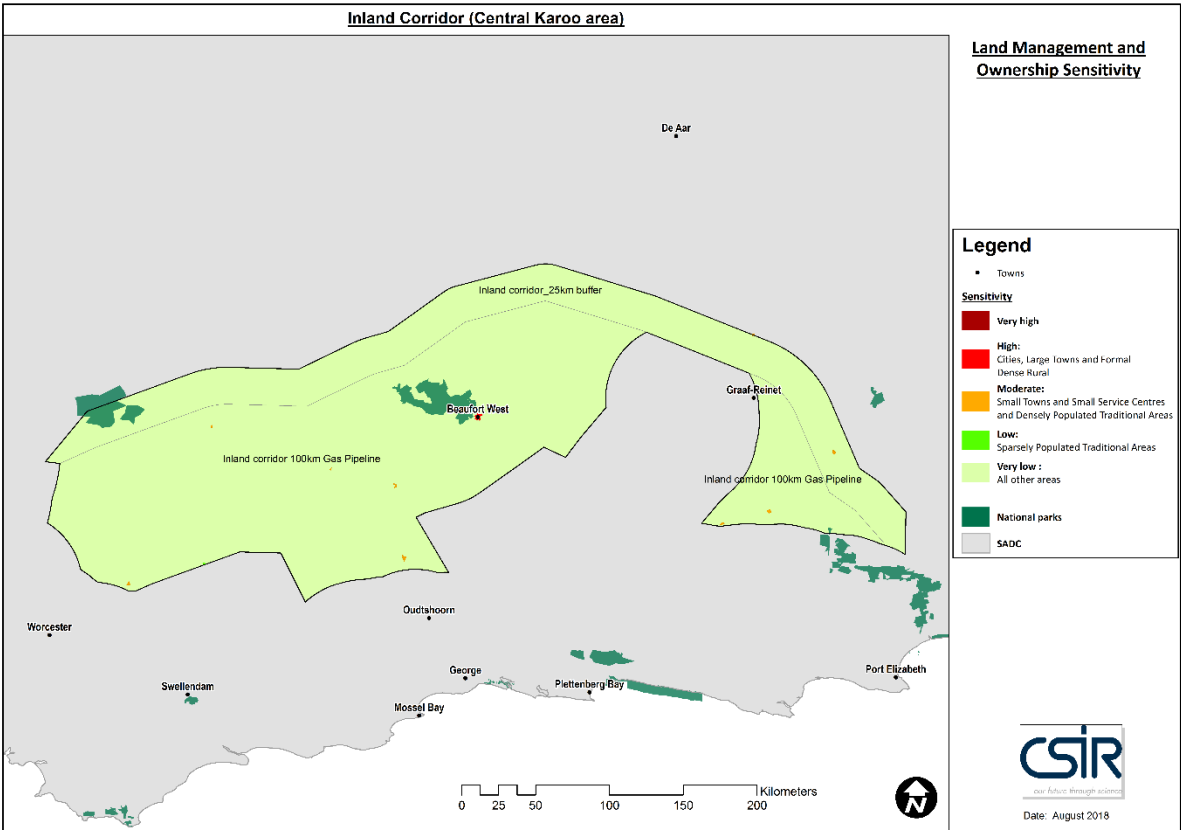 Inland Corridor (Central Karoo area)
Land Management and
Ownership Sensitivity
De Aar
Inland corridor_25km buffer
Graaf-Reinet
Beaufort West
Inland corridor 100km Gas Pipeline
Inland corridor 100km Gas Pipeline
Oudtshoorn
Worcester
George
Port Elizabeth
Swellendam
Plettenberg Bay
Mossel Bay
Legend
Towns
Sensitivity
Very high
High:
Cities, Large Towns and Formal
Dense Rural
Moderate:
Small Towns and Small Service Centres
and Densely Populated Traditional Areas
Low:
Sparsely Populated Traditional Areas
Very low :
All other areas
National parks
SADC
Kilometers
0 25 50 100 150 200
N
CSIR
our future through science
Date: August 2018